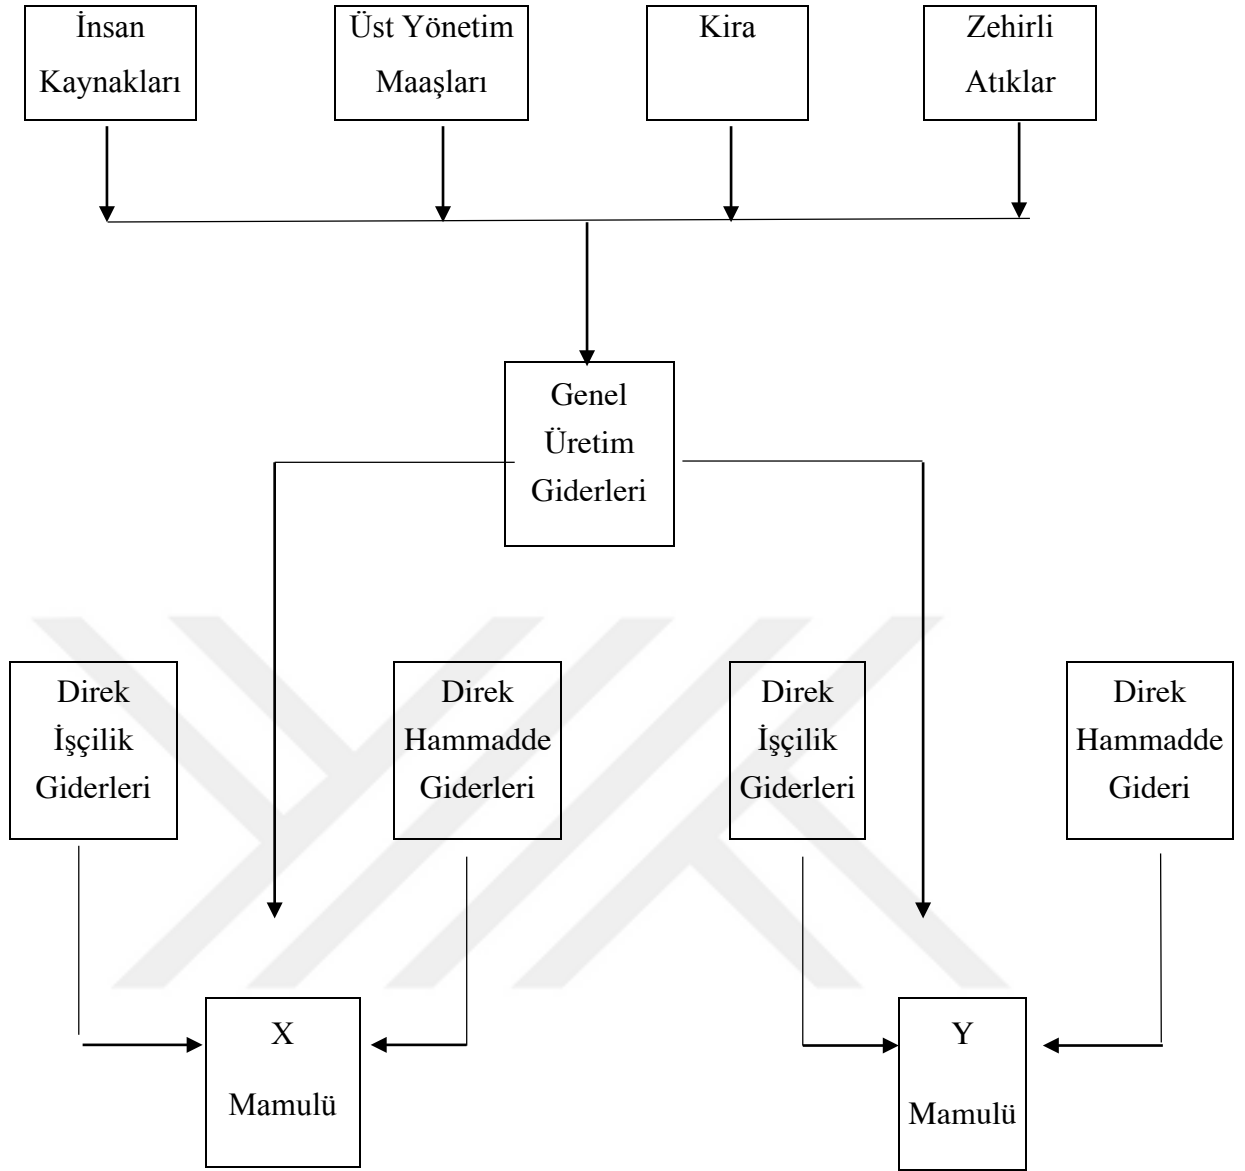 İnsan
Kaynakları
Üst Yönetim
Maaşları
Kira
Zehirli
Atıklar
Genel
Üretim
Giderleri
Direk
İşçilik
Giderleri
Direk
Hammadde
Giderleri
Direk
İşçilik
Giderleri
Direk
Hammadde
Gideri
X
Mamulü
Y
Mamulü